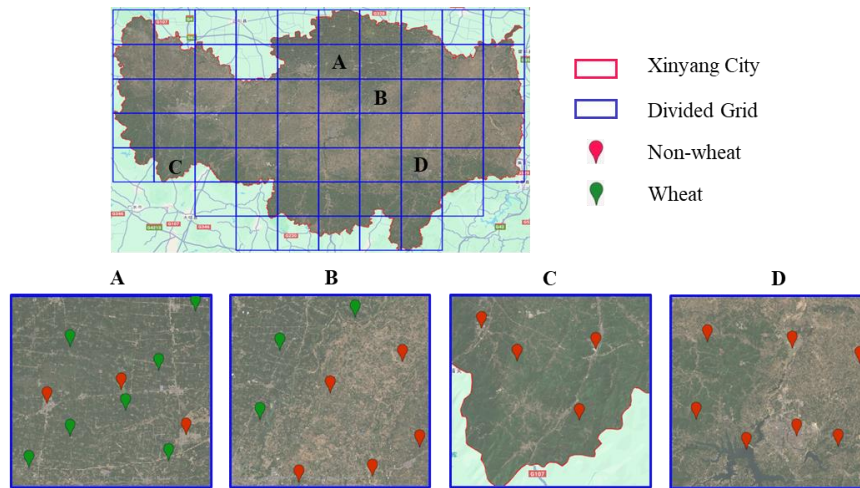 A
B
C
D
Xinyang City
Divided Grid
Non-wheat
Wheat
A
B
C
D
G107